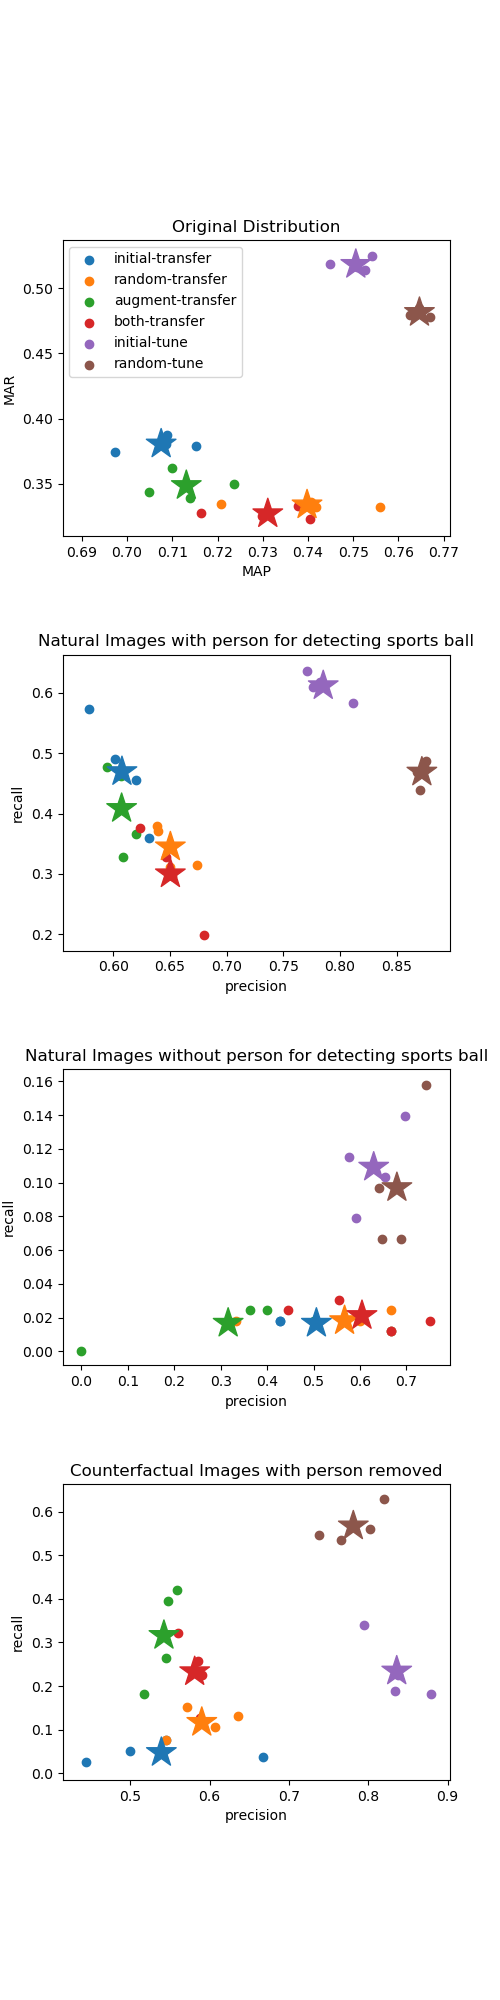 Original Distribution
initial-transfer
random-transfer
augment-transfer
both-transfer
initial-tune
random-tune
MAR
0.50
0.45
0.40
0.35
0.69 0.70 0.71 0.72 0.73 0.74 0.75 0.76 0.77
MAP
Natural Images with person for detecting sports ball
recall
0.6
0.5
0.4
0.3
0.2
0.60 0.65 0.70 0.75 0.80 0.85
precision
Natural Images without person for detecting sports ball
recall
0.16
0.14
0.12
0.10
0.08
0.06
0.04
0.02
0.00
0.0 0.1 0.2 0.3 0.4 0.5 0.6 0.7
precision
Counterfactual Images with person removed
recall
0.6
0.5
0.4
0.3
0.2
0.1
0.0
0.5 0.6 0.7 0.8 0.9
precision